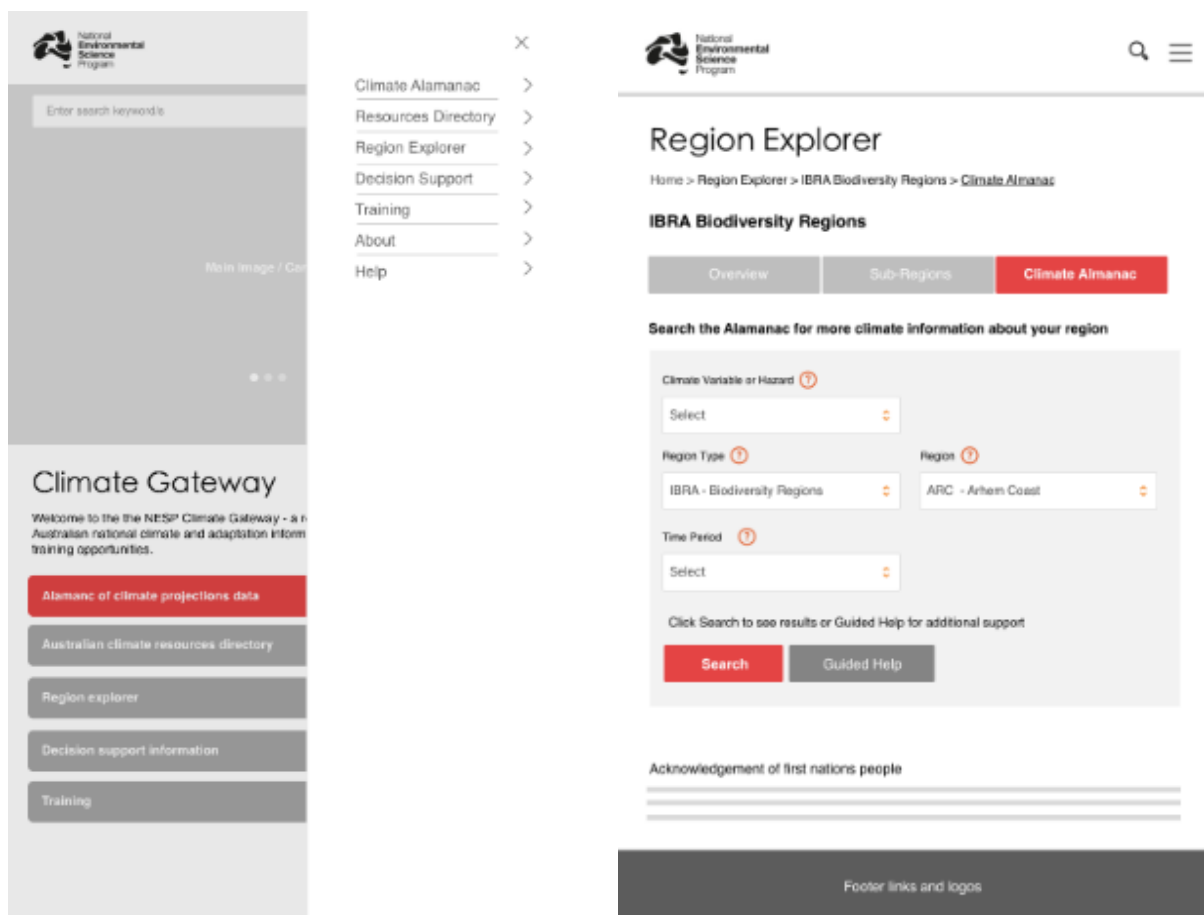 National
Environmental
Science
Program
Enter search keyword/s
Main Image / Car
Climate Gateway
Welcome to the the NESP Climate Gateway - a r
Australian national climate and adaptation inform
training opportunities.
Alamanc of climate projections data
Australian climate resources directory
Region explorer
Decision support information
Training
Climate Alamanac
Resources Directory
Region Explorer
Decision Support
Training
About
Help
National
Environmental
Science
Program
Region Explorer
Home > Region Explorer > IBRA Biodiversity Regions > Climate Almanac
IBRA Biodiversity Regions
Overview Sub-Regions Climate Almanac
Search the Alamanac for more climate information about your region
Climate Variable or Hazard ?
Select
Region Type ? Region ?
IBRA - Biodiversity Regions ARC - Arhem Coast
Time Period ?
Select
Click Search to see results or Guided Help for additional support
Search Guided Help
Acknowledgement of first nations people
Footer links and logos